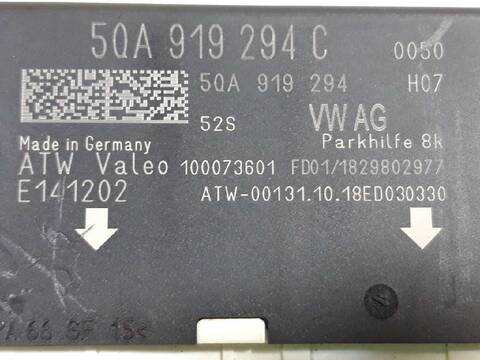 5QA 919 294 C 0050
5QA 919 294 H07
52S VW AG
Made in Germany Parkhilfe 8k
ATW Valeo 100073601 FD01/1829802977
E141202 ATW-00131.10.18ED030330